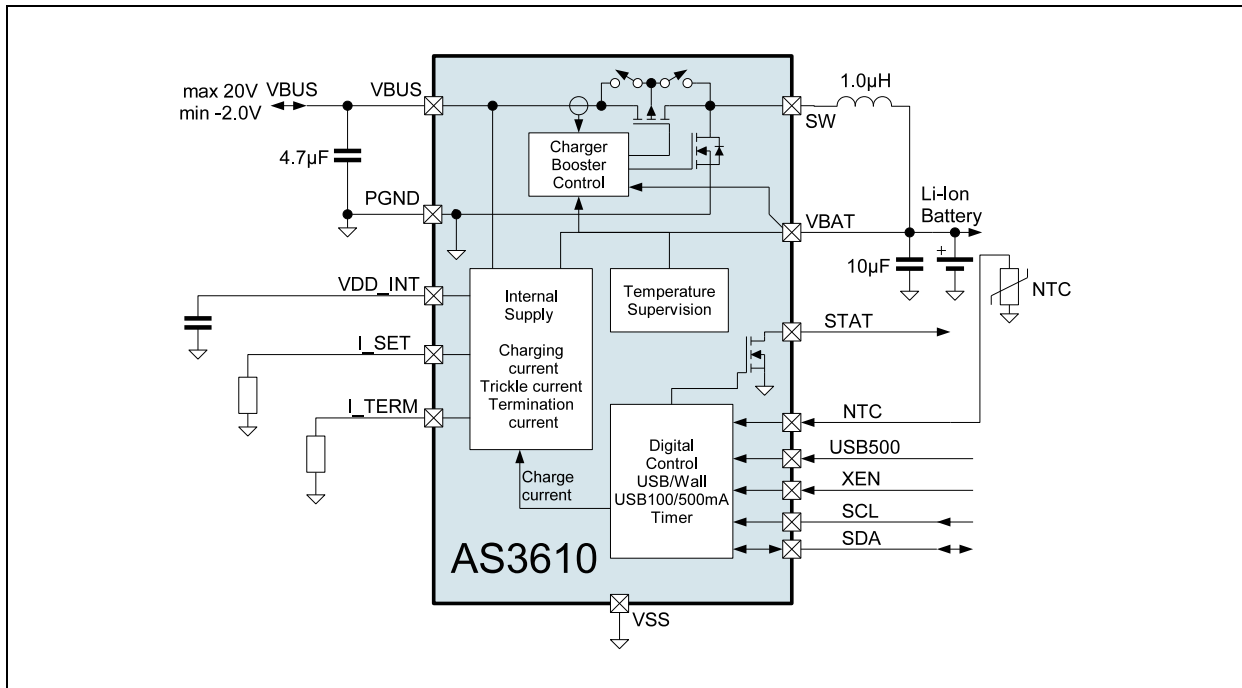 max 20V
min -2.0V
VBUS
VBUS
4.7µF
PGND
VDD_INT
I_SET
I_TERM
Charger
Booster
Control
Internal
Supply
Charging
current
Trickle current
Termination
current
Temperature
Supervision
Charge
current
Digital
Control
USB/Wall
USB100/500mA
Timer
AS3610
VSS
SW
1.0µH
VBAT
Li-Ion
Battery
10µF
+
NTC
STAT
NTC
USB500
XEN
SCL
SDA